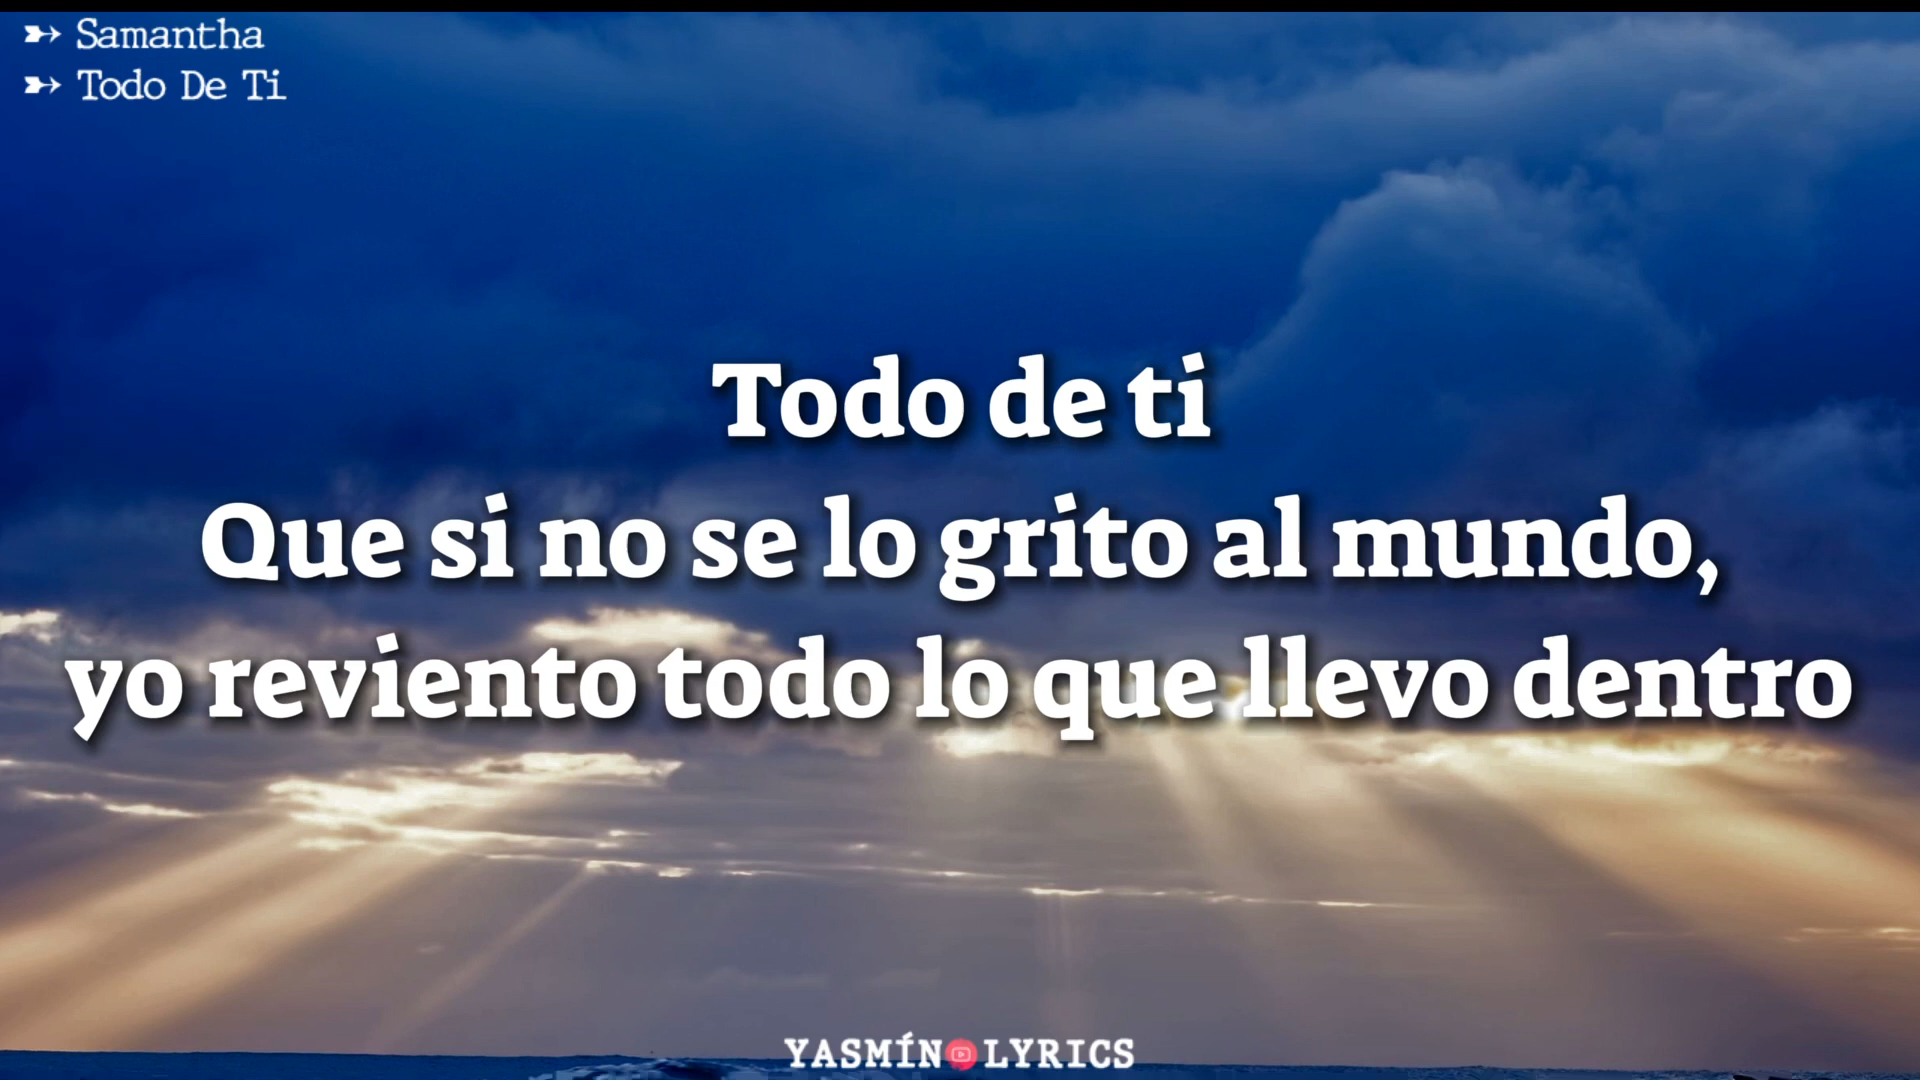 ➳ Samantha
➳ Todo De Ti
Todo de ti
Que si no se lo grito al mundo,
yo reviento todo lo que llevo dentro
YASMÍN LYRICS